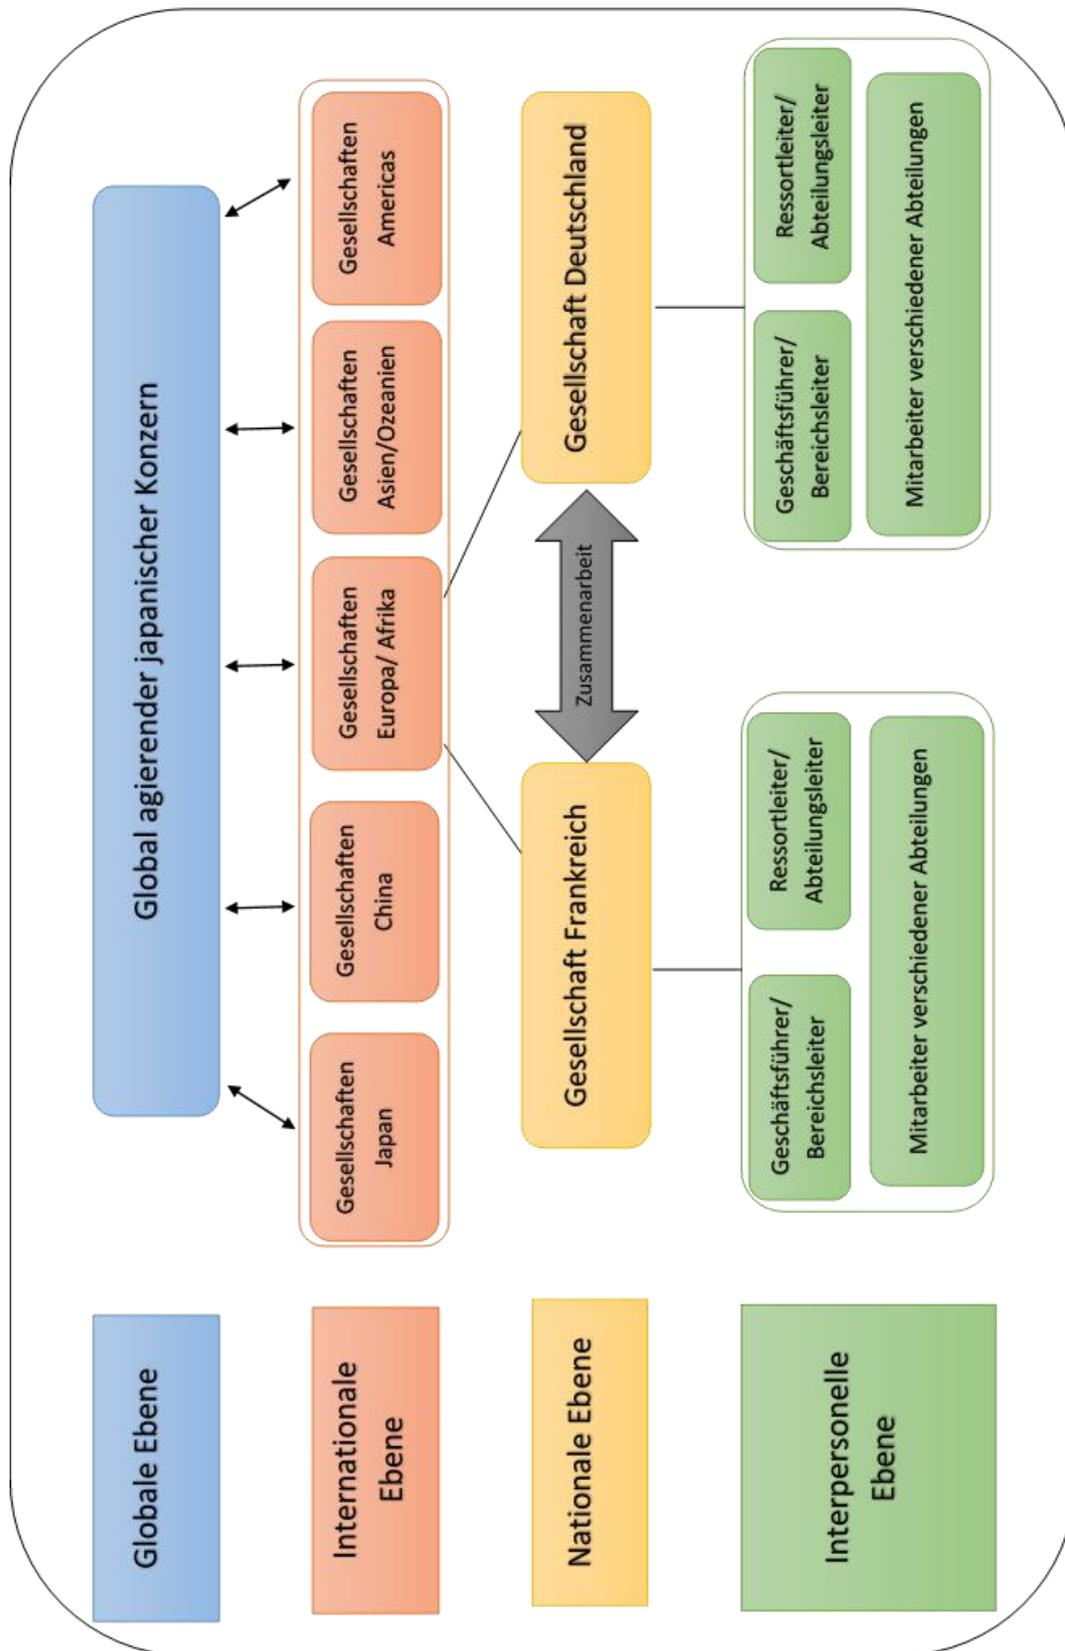 Globale Ebene
Global agierender japanischer Konzern
Internationale
Ebene
Gesellschaften
Japan
Gesellschaften
China
Gesellschaften
Europa/ Afrika
Gesellschaften
Asien/Ozeanien
Gesellschaften
Americas
Nationale Ebene
Gesellschaft Frankreich
Zusammenarbeit
Gesellschaft Deutschland
Interpersonelle
Ebene
Geschäftsführer/
Bereichsleiter
Ressortleiter/
Abteilungsleiter
Mitarbeiter verschiedener Abteilungen
Geschäftsführer/
Bereichsleiter
Ressortleiter/
Abteilungsleiter
Mitarbeiter verschiedener Abteilungen